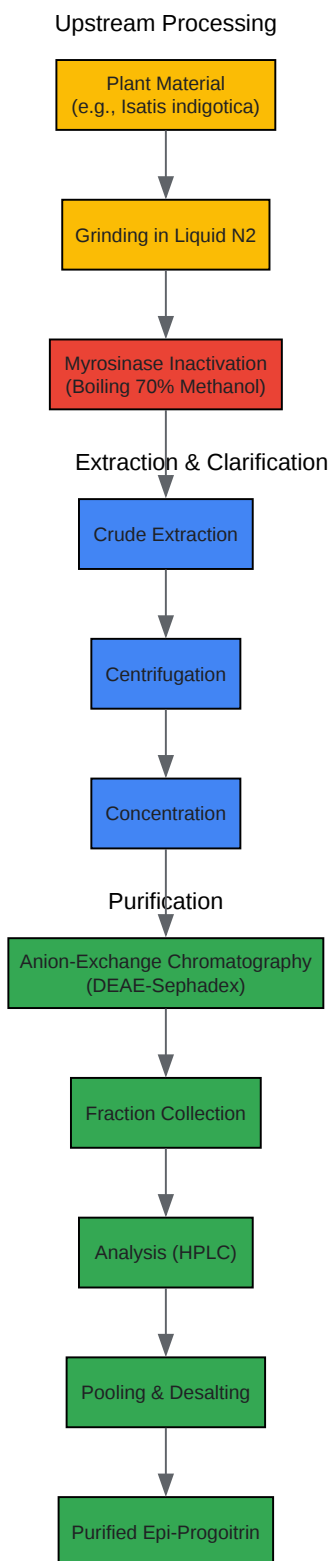 Upstream Processing
Plant Material
(e.g., Isatis indigotica)
Grinding in Liquid N2
Myrosinase Inactivation
(Boiling 70% Methanol)
Extraction & Clarification
Crude Extraction
Centrifugation
Concentration
Purification
Anion-Exchange Chromatography
(DEAE-Sephadex)
Fraction Collection
Analysis (HPLC)
Pooling & Desalting
Purified Epi-Progoitrin